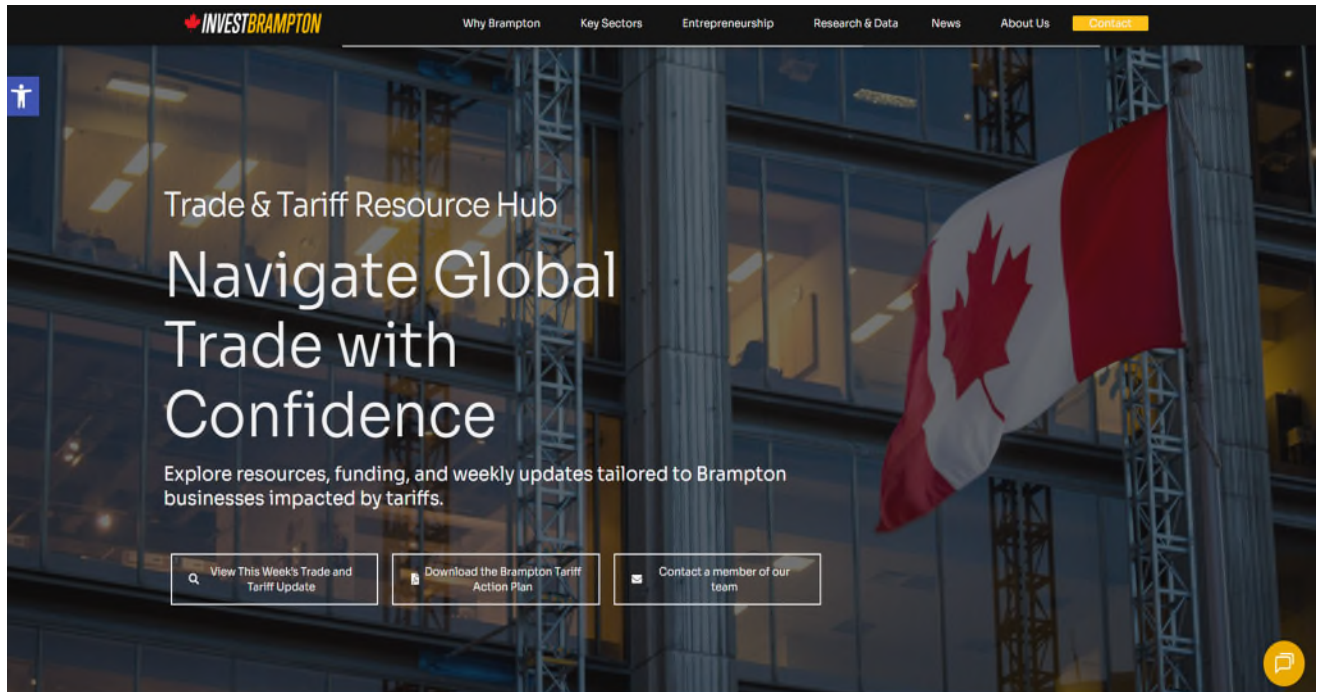 INVESTBRAMPTON
Why Brampton
Key Sectors
Entrepreneurship
Research & Data
News
About Us
Contact
Trade & Tariff Resource Hub
Navigate Global
Trade with
Confidence
Explore resources, funding, and weekly updates tailored to Brampton
businesses impacted by tariffs.
View This Week's Trade and
Tariff Update
Download the Brampton Tariff
Action Plan
Contact a member of our
team